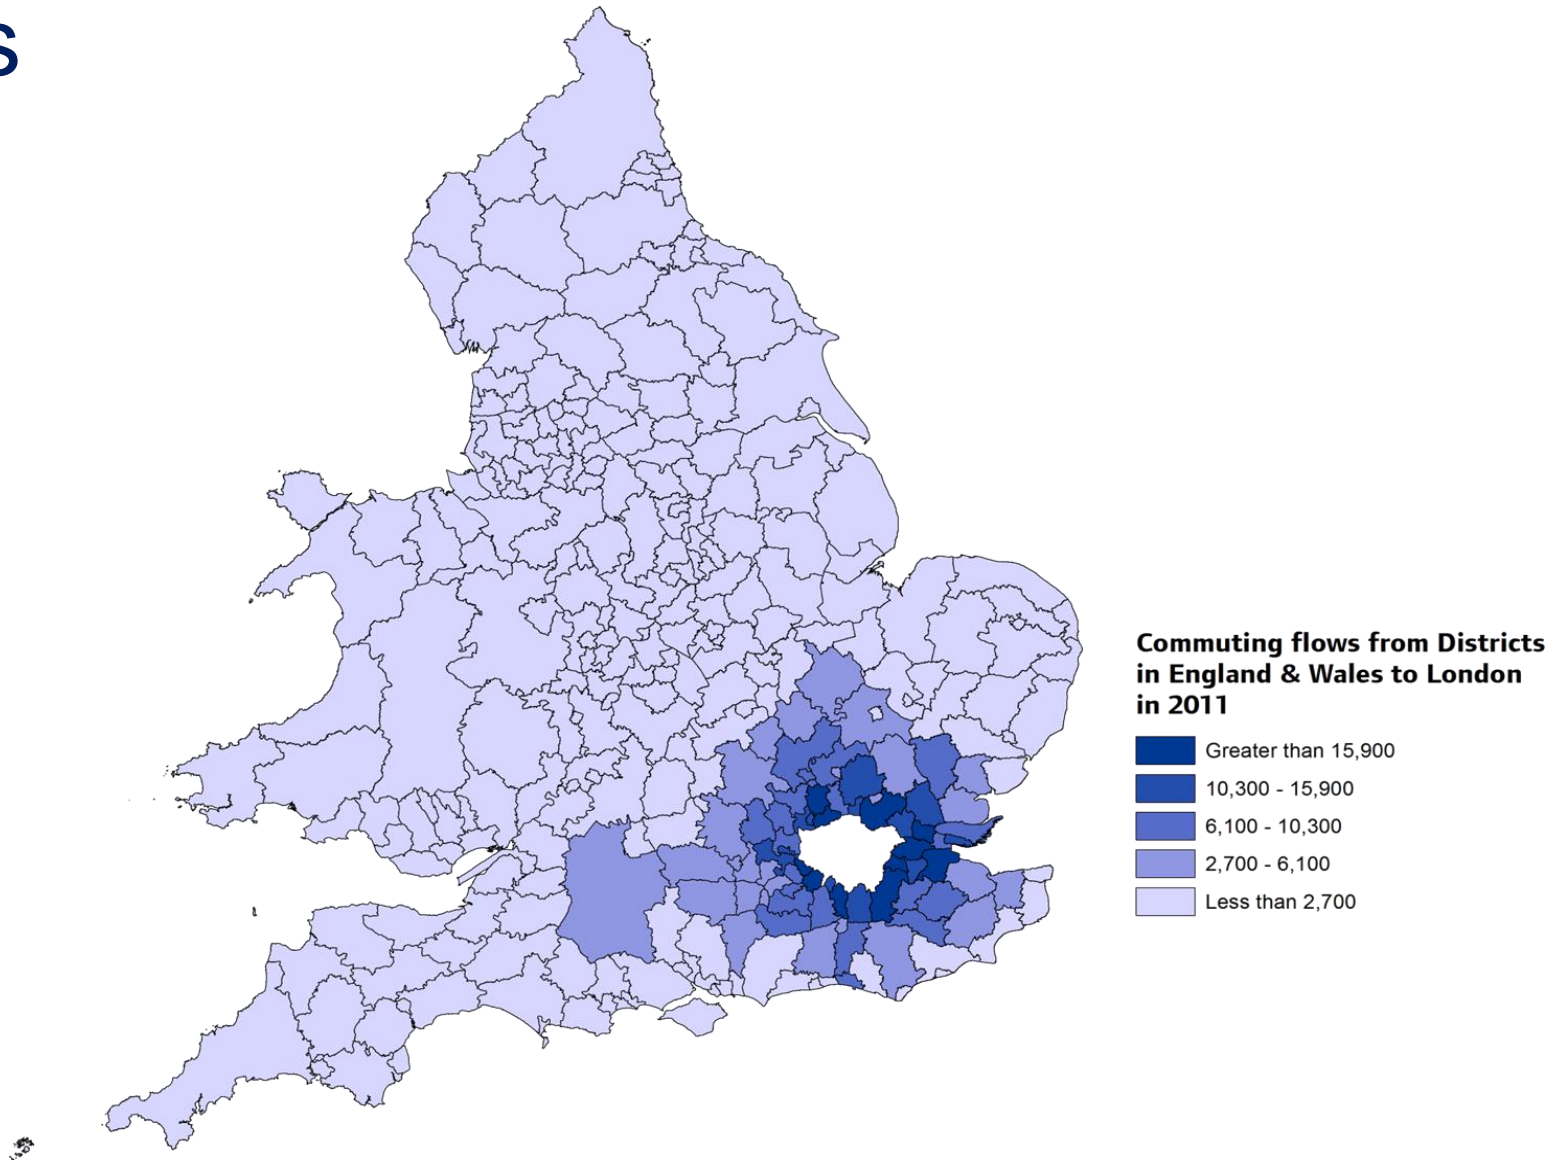 s
Commuting flows from Districts
in England & Wales to London
in 2011
Greater than 15,900
10,300 - 15,900
6,100 - 10,300
2,700 - 6,100
Less than 2,700